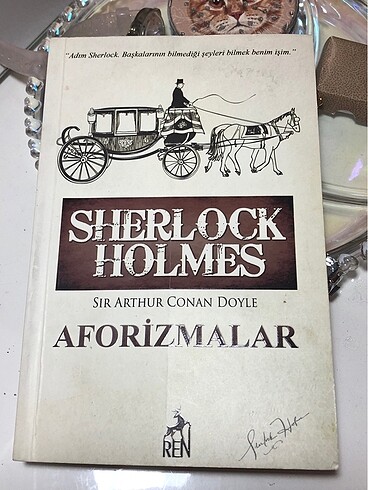 "Adım Sherlock. Başkalarının bilmediği şeyleri bilmek benim işim."
SHERLOCK
HOLMES
SIR ARTHUR CONAN DOYLE
AFORİZMALAR
REN